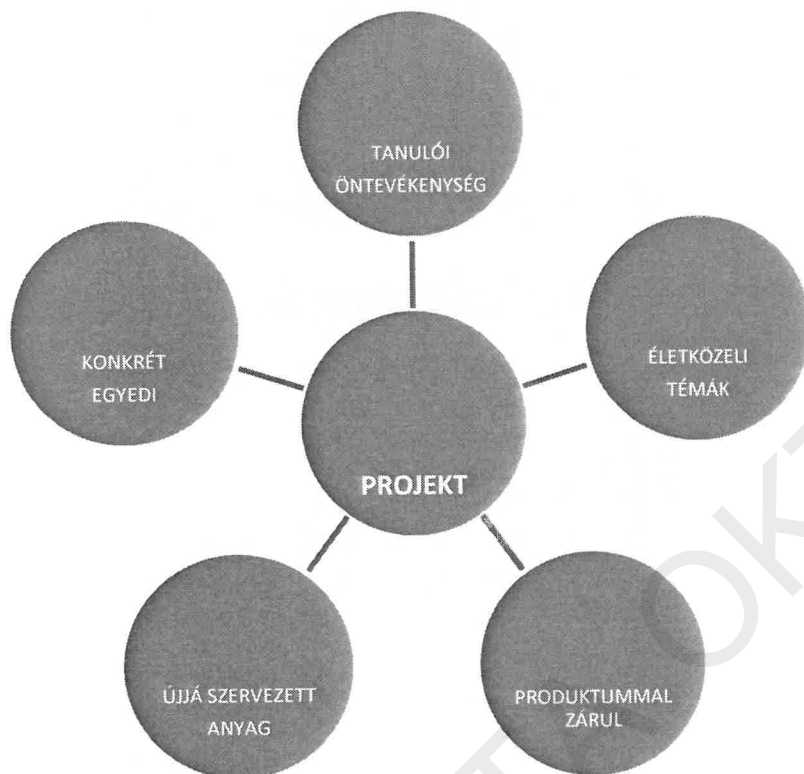 TANULÓI
ÖNTEVÉKENYSÉG
KONKRÉT
EGYEDI
ÉLETKÖZELI
TÉMÁK
PROJEKT
ÚJJÁ SZERVEZETT
ANYAG
PRODUKTUMMAL
ZÁRUL